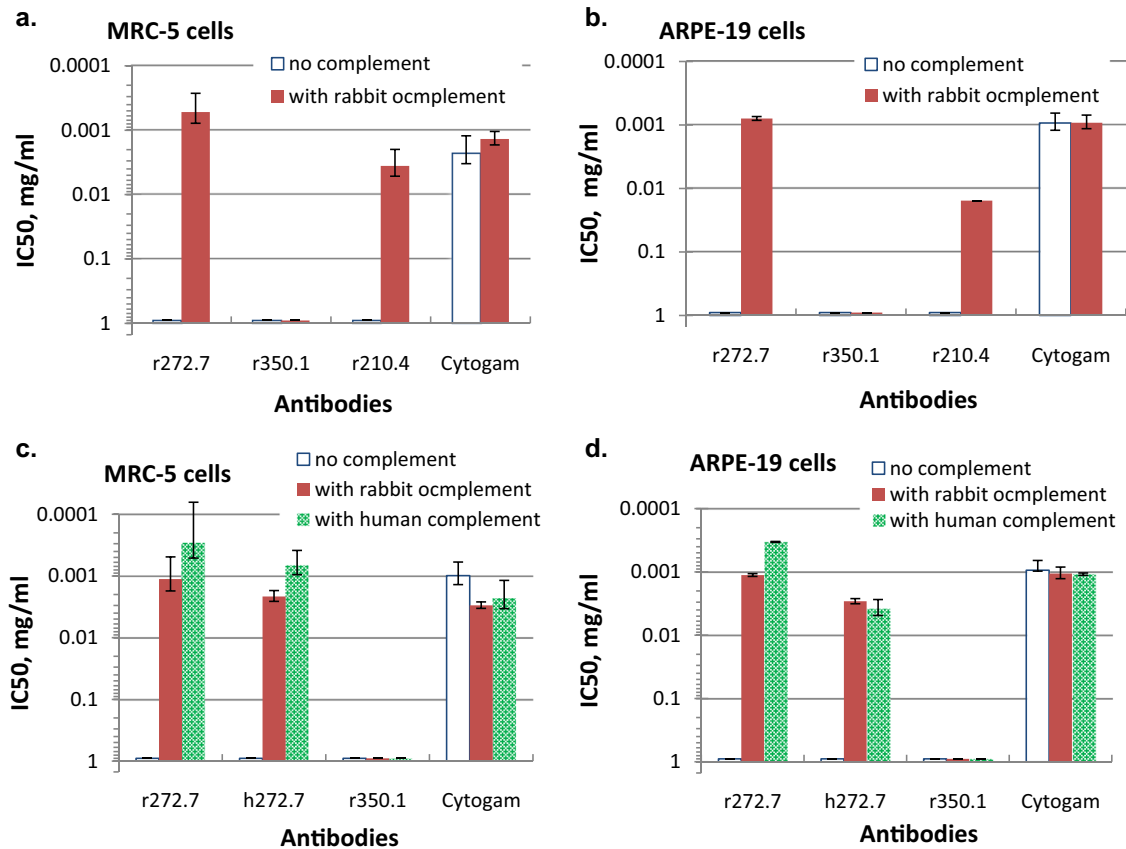 a.
MRC-5 cells
no complement
with rabbit ocmplement
0.0001
0.001
0.01
0.1
1
IC50, mg/ml
r272.7 r350.1 r210.4 Cytogam
Antibodies
b.
ARPE-19 cells
no complement
with rabbit ocmplement
0.0001
0.001
0.01
0.1
1
IC50, mg/ml
r272.7 r350.1 r210.4 Cytogam
Antibodies
c.
MRC-5 cells
no complement
with rabbit ocmplement
with human complement
0.0001
0.001
0.01
0.1
1
IC50, mg/ml
r272.7 h272.7 r350.1 Cytogam
Antibodies
d.
ARPE-19 cells
no complement
with rabbit ocmplement
with human complement
0.0001
0.001
0.01
0.1
1
IC50, mg/ml
r272.7 h272.7 r350.1 Cytogam
Antibodies